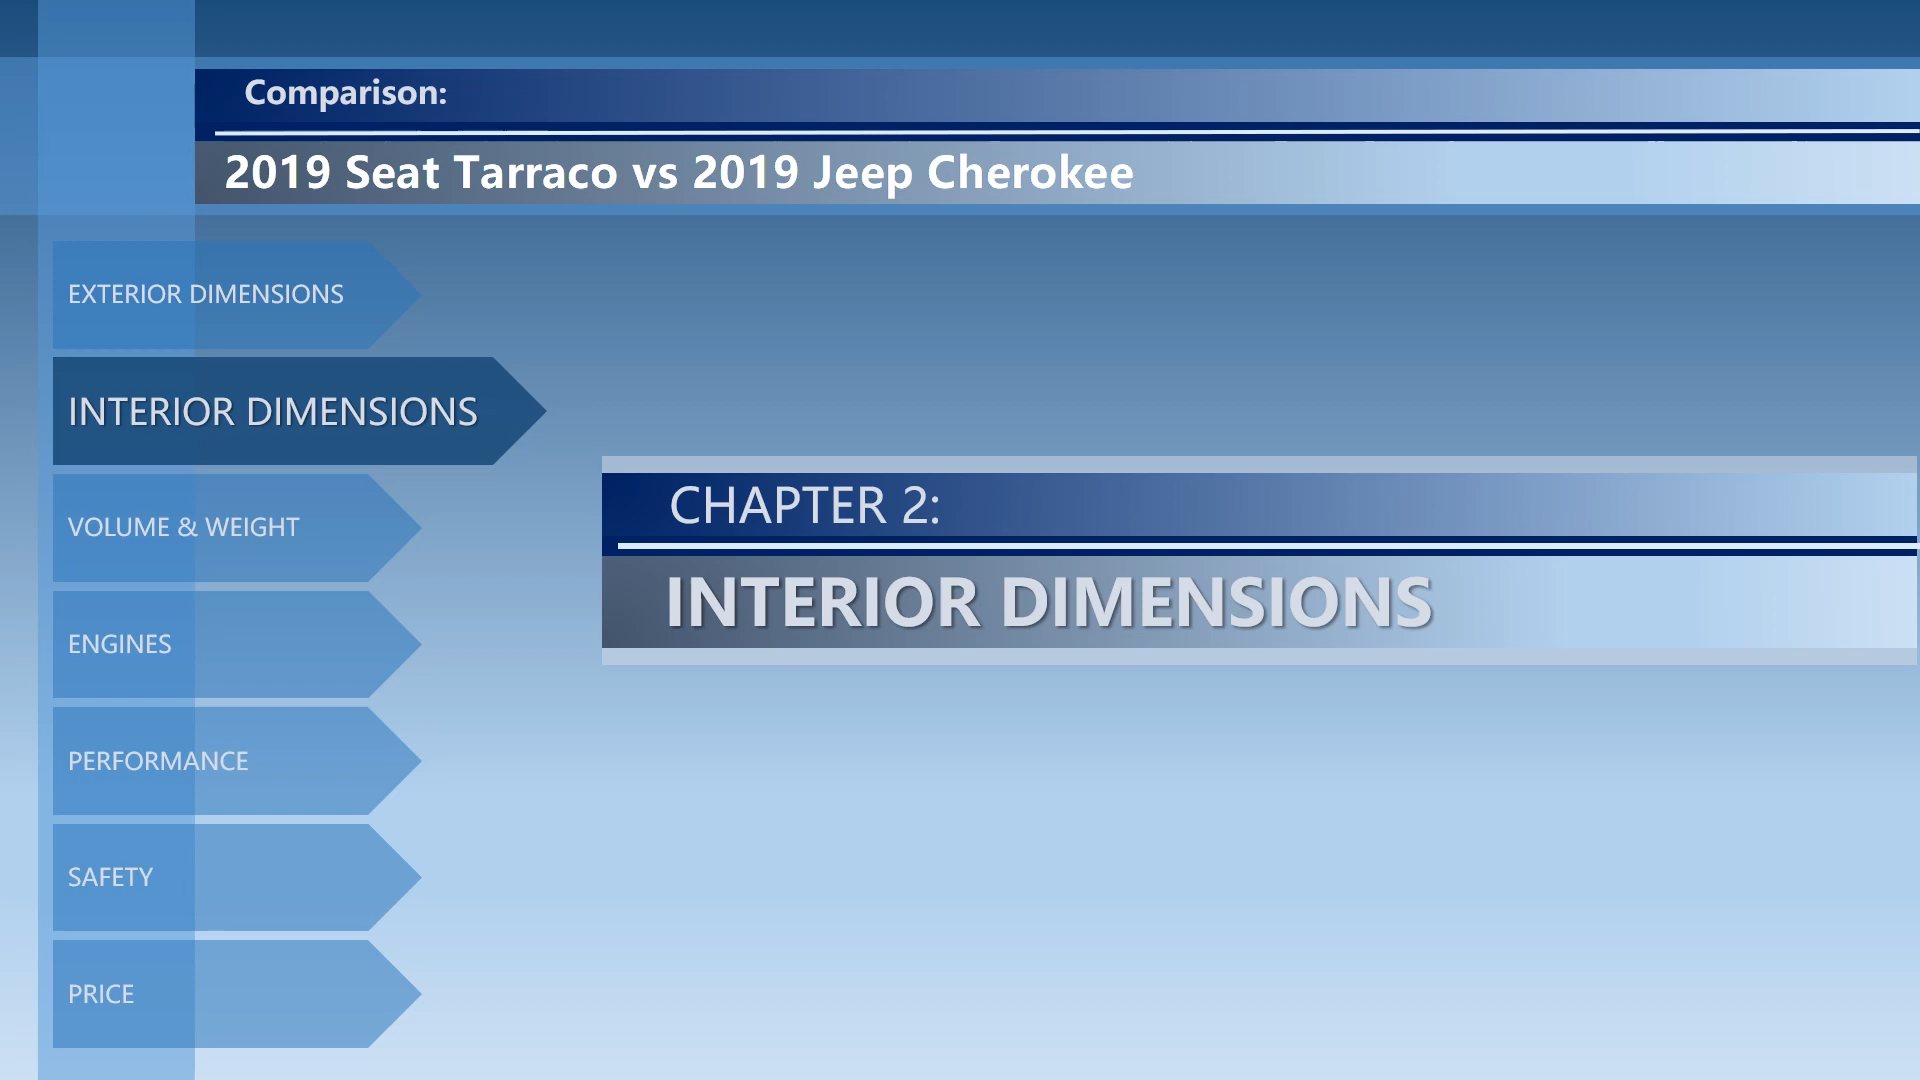 Comparison:
2019 Seat Tarraco vs 2019 Jeep Cherokee
EXTERIOR DIMENSIONS
INTERIOR DIMENSIONS
VOLUME & WEIGHT
ENGINES
PERFORMANCE
SAFETY
PRICE
CHAPTER 2:
INTERIOR DIMENSIONS